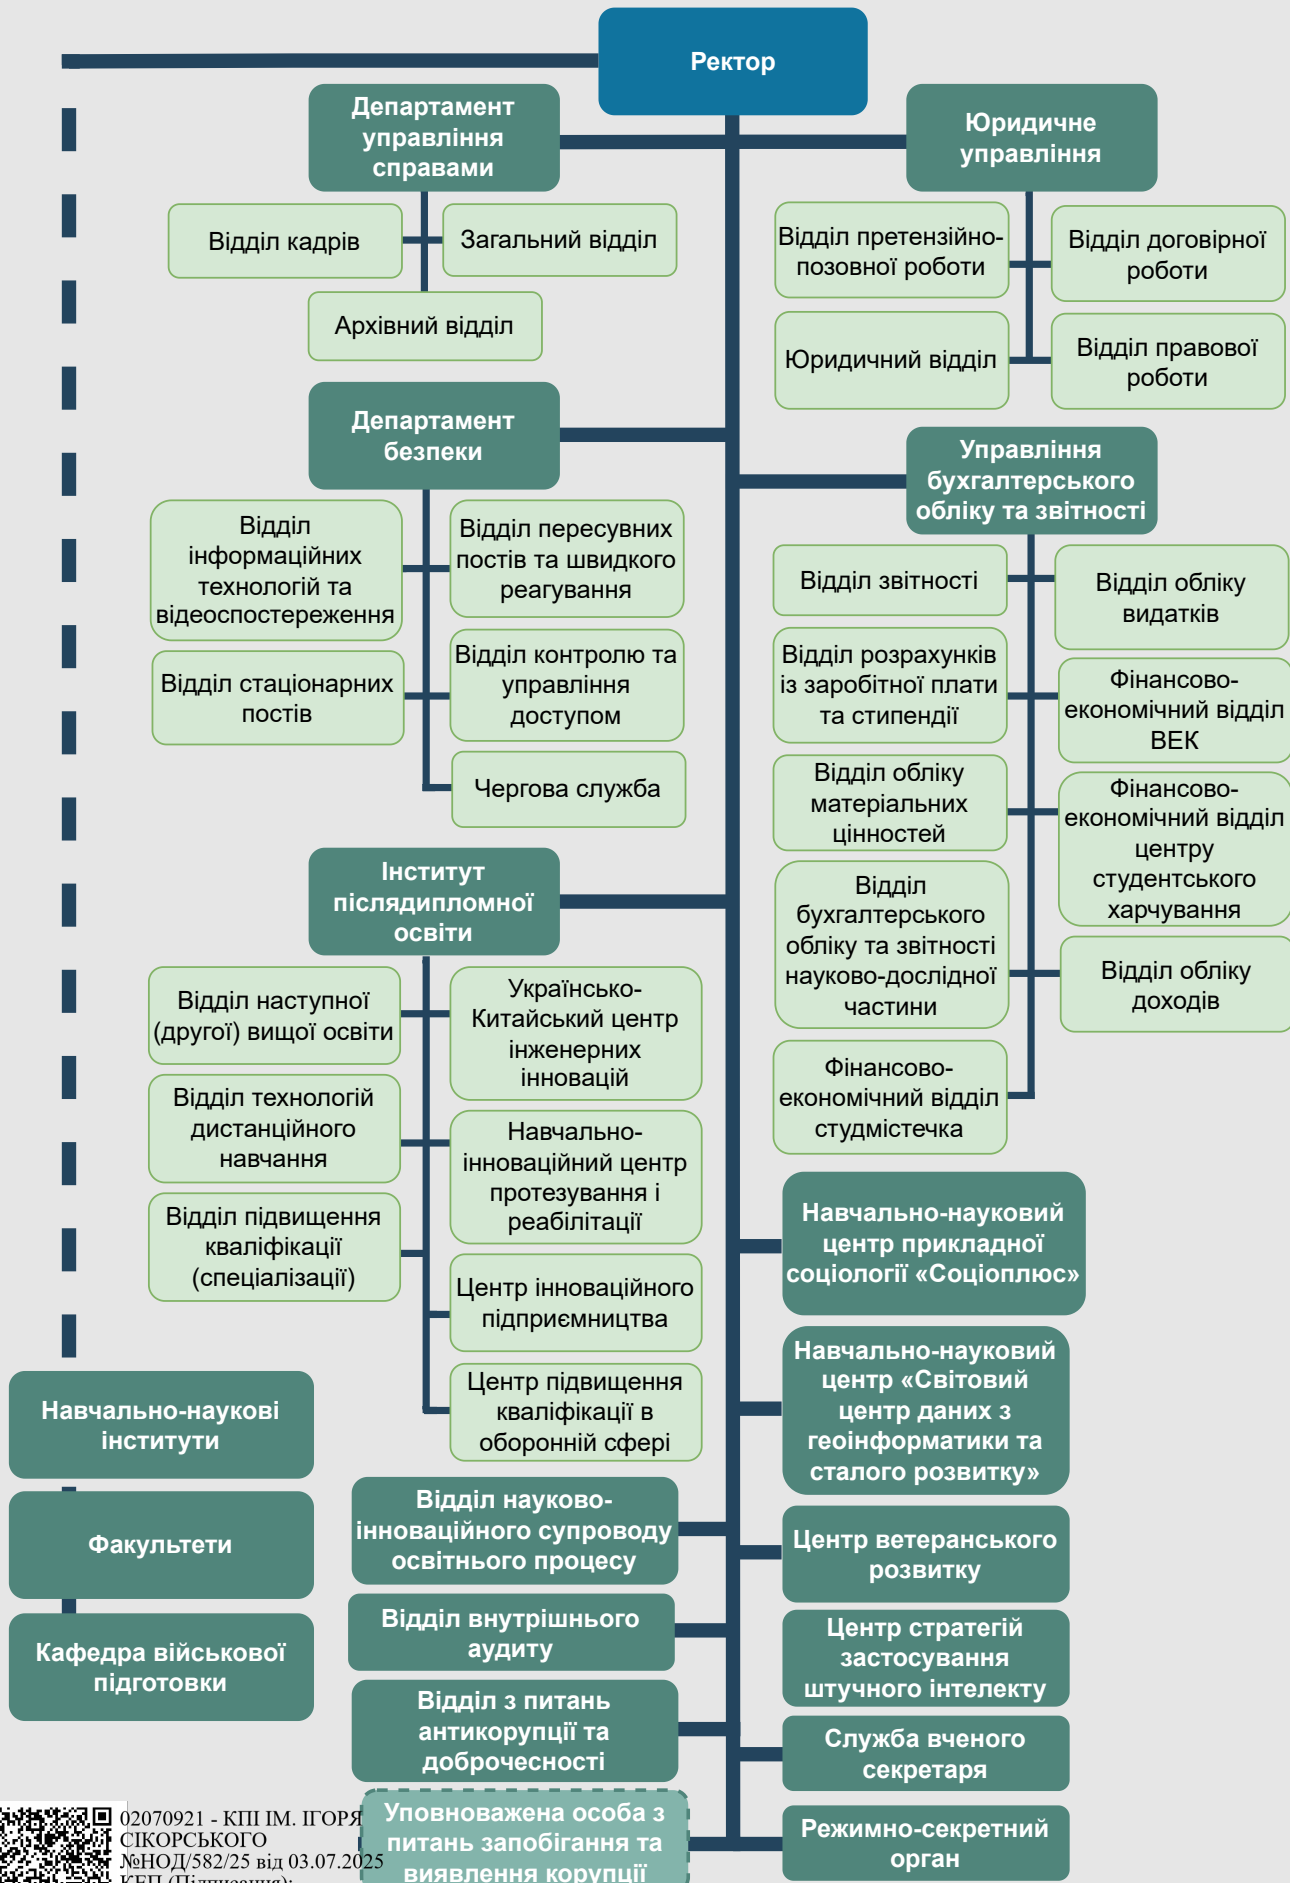 Ректор
Департамент
управління
справами
Відділ кадрів
Загальний відділ
Архівний відділ
Юридичне
управління
Відділ претензійно-
позовної роботи
Відділ договірної
роботи
Юридичний відділ
Відділ правової
роботи
Департамент
безпеки
Відділ
інформаційних
технологій та
відеоспостереження
Відділ пересувних
постів та швидкого
реагування
Відділ стаціонарних
постів
Відділ контролю та
управління
доступом
Чергова служба
Управління
бухгалтерського
обліку та звітності
Відділ звітності
Відділ обліку
видатків
Відділ розрахунків
із заробітної плати
та стипендії
Фінансово-
економічний відділ
ВЕК
Відділ обліку
матеріальних
цінностей
Фінансово-
економічний відділ
центру
студентського
харчування
Відділ
бухгалтерського
обліку та звітності
науково-дослідної
частини
Відділ обліку
доходів
Фінансово-
економічний відділ
студмістечка
Інститут
післядипломної
освіти
Відділ наступної
(другої) вищої освіти
Українсько-
Китайський центр
інженерних
інновацій
Відділ технологій
дистанційного
навчання
Навчально-
інноваційний центр
протезування і
реабілітації
Відділ підвищення
кваліфікації
(спеціалізації)
Центр інноваційного
підприємництва
Центр підвищення
кваліфікації в
оборонній сфері
Навчально-науковий
центр прикладної
соціології «Соціоплюс»
Навчально-науковий
центр «Світовий
центр даних з
геоінформатики та
сталого розвитку»
Навчально-наукові
інститути
Факультети
Кафедра військової
підготовки
Відділ науково-
інноваційного супроводу
освітнього процесу
Центр ветеранського
розвитку
Відділ внутрішнього
аудиту
Центр стратегій
застосування
штучного інтелекту
Відділ з питань
антикорупції та
доброчесності
Служба вченого
секретаря
Уповноважена особа з
питань запобігання та
виявлення корупції
Режимно-секретний
орган
02070921 - КПІ ІМ. ІГОРЯ
СІКОРСЬКОГО
№НОД/582/25 від 03.07.2025
КЕП (Підписання):